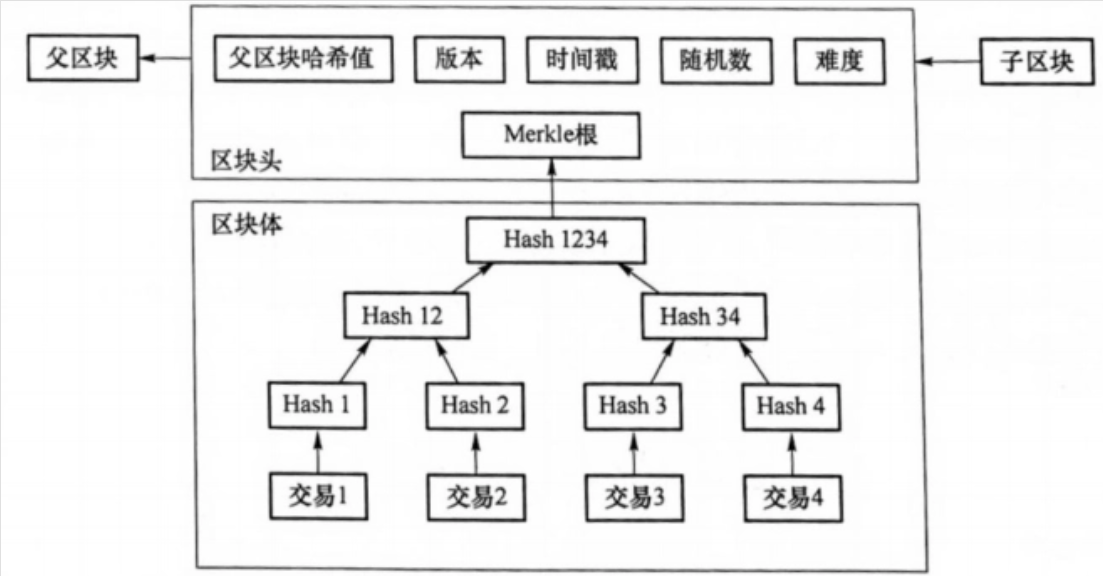 父区块
父区块哈希值
版本
时间戳
随机数
难度
子区块
Merkle根
区块头
区块体
Hash 1234
Hash 12
Hash 34
Hash 1
Hash 2
Hash 3
Hash 4
交易1
交易2
交易3
交易4